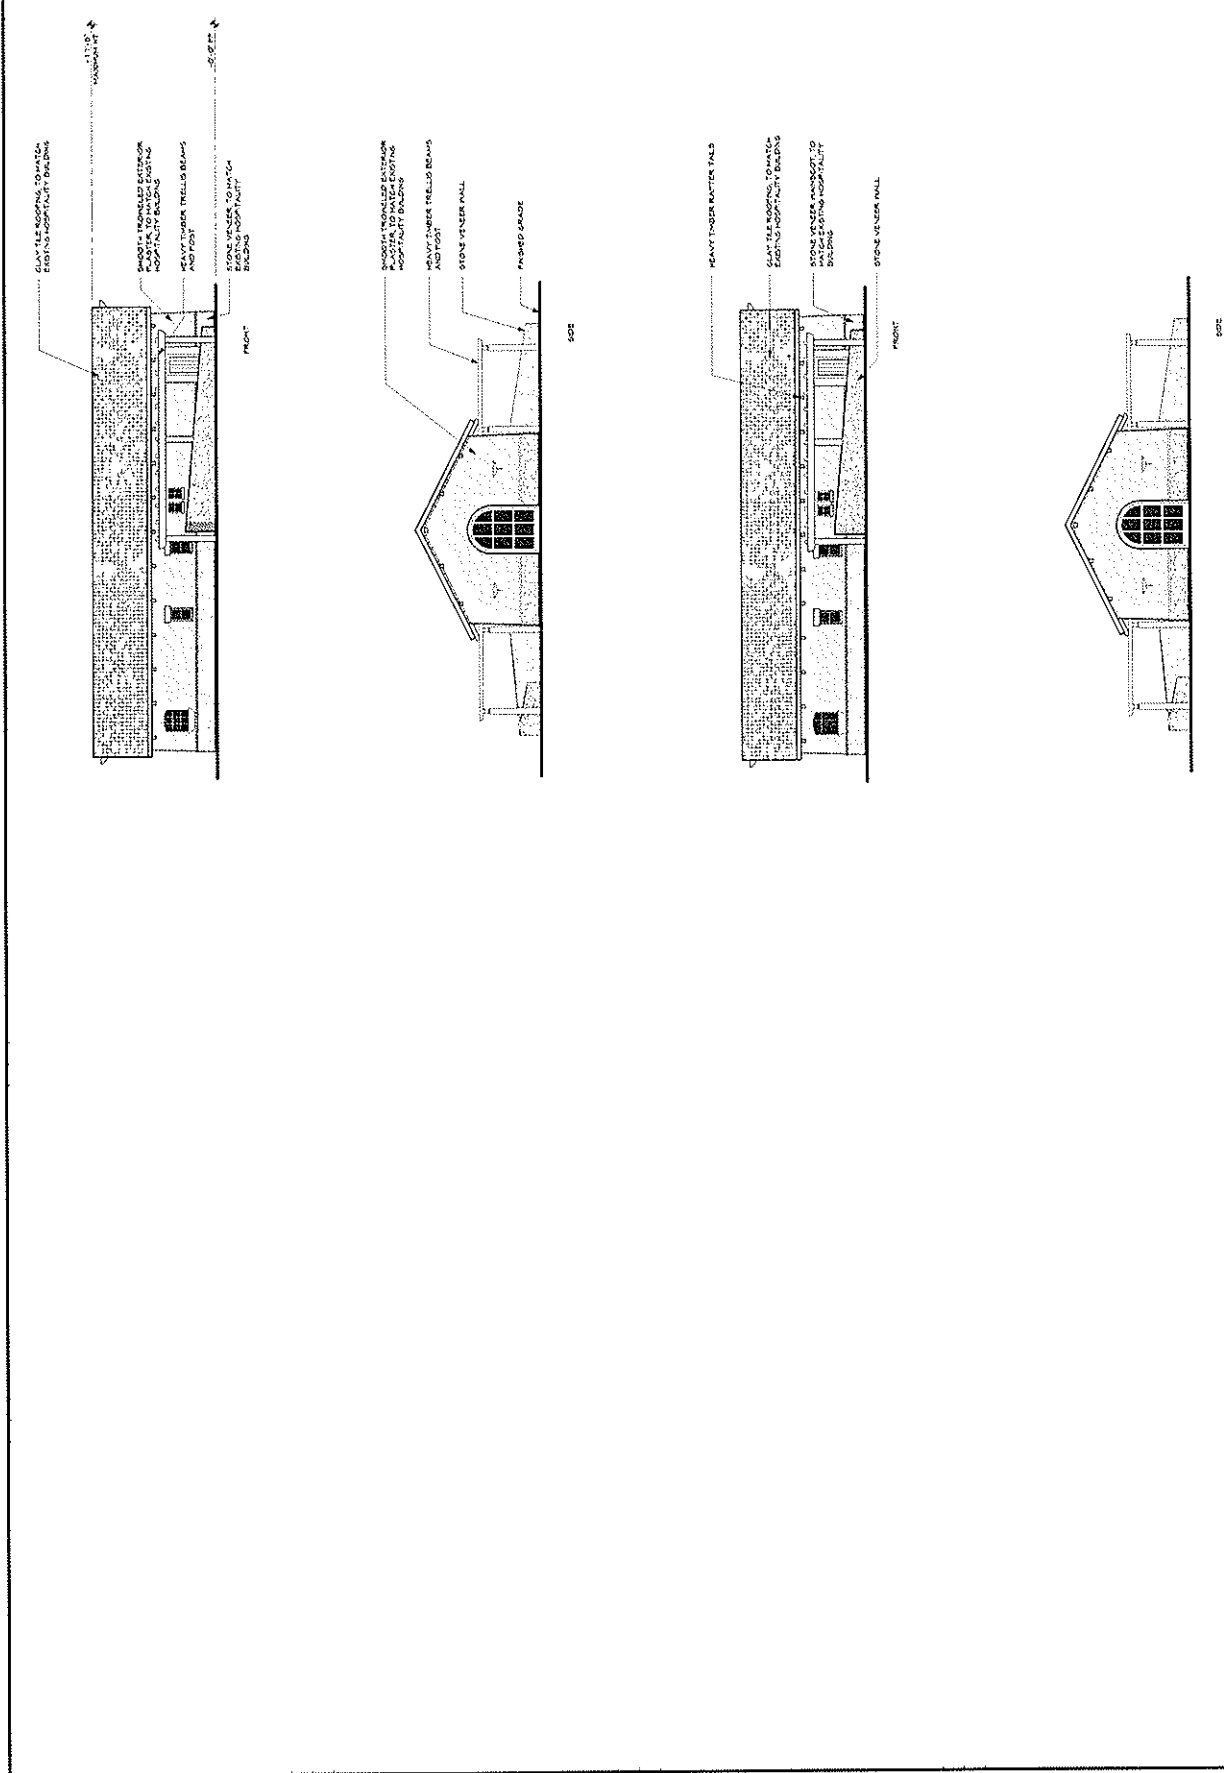 +17'-0"
MAXIMUM HT
0'-0" FF
CLAY TILE ROOFING, TO MATCH
EXISTING HOSPITALITY BUILDING
SMOOTH TROWELED EXTERIOR
PLASTER, TO MATCH EXISTING
HOSPITALITY BUILDING
HEAVY TIMBER TRELLIS BEAMS
AND POST
STONE VENEER, TO MATCH
EXISTING HOSPITALITY
BUILDING
FRONT
SMOOTH TROWELED EXTERIOR
PLASTER, TO MATCH EXISTING
HOSPITALITY BUILDING
HEAVY TIMBER TRELLIS BEAMS
AND POST
STONE VENEER WALL
FINISHED GRADE
SIDE
HEAVY TIMBER RAFTER TAILS
CLAY TILE ROOFING, TO MATCH
EXISTING HOSPITALITY BUILDING
STONE VENEER WAINSCOT, TO
MATCH EXISTING HOSPITALITY
BUILDING
STONE VENEER WALL
FRONT
SIDE